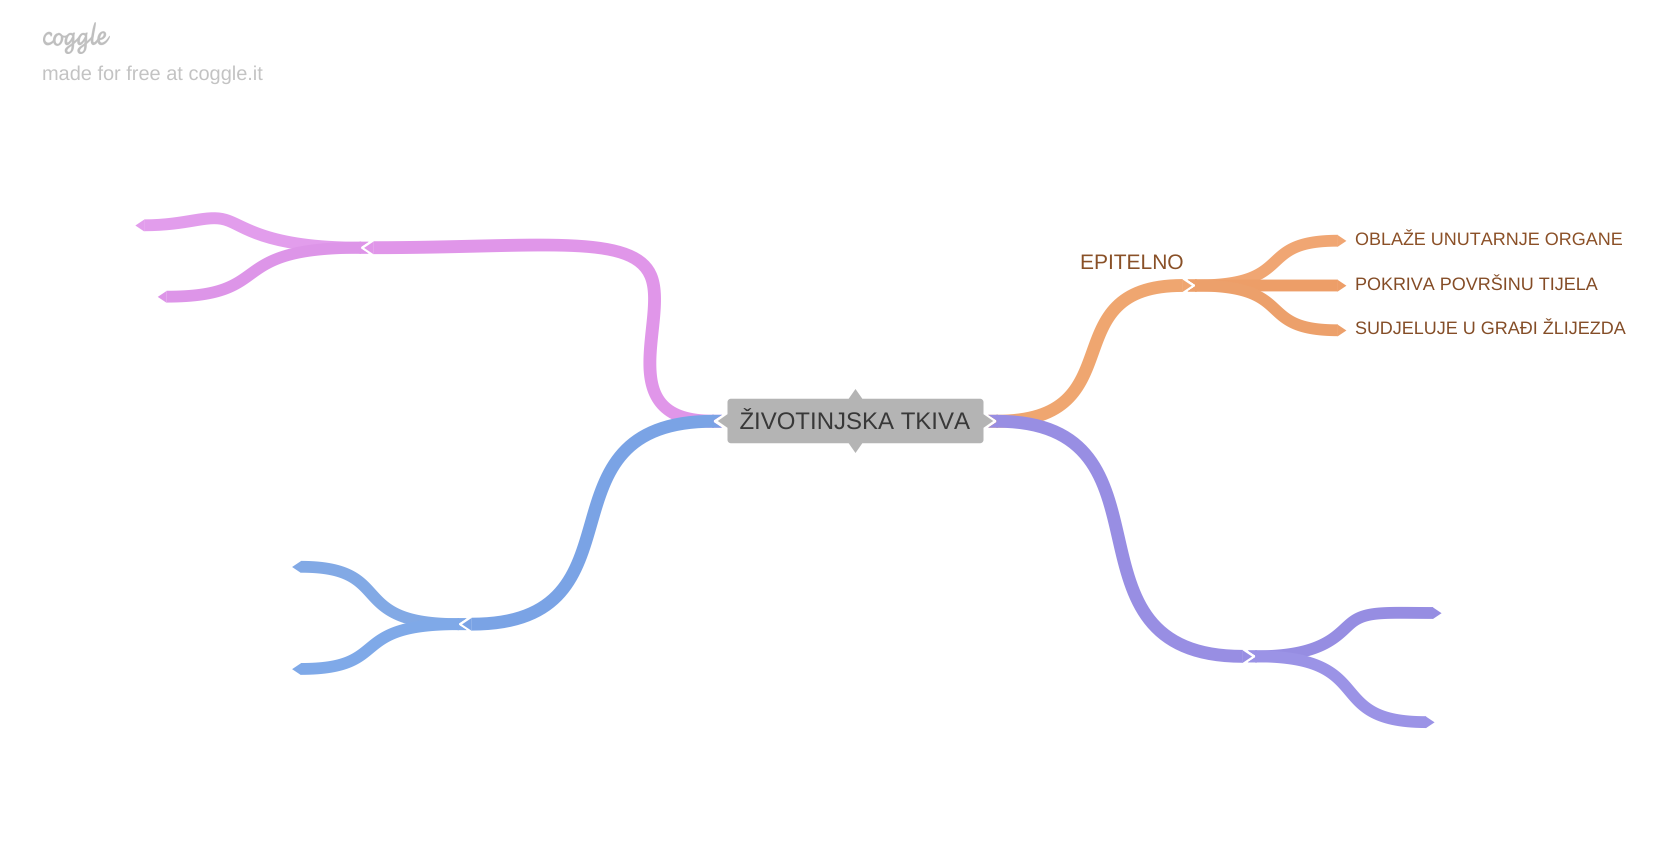 coggle
made for free at coggle.it
EPITELNO
OBLAŽE UNUTARNJE ORGANE
POKRIVA POVRŠINU TIJELA
SUDJELUJE U GRAĐI ŽLIJEZDA
ŽIVOTINJSKA TKIVA